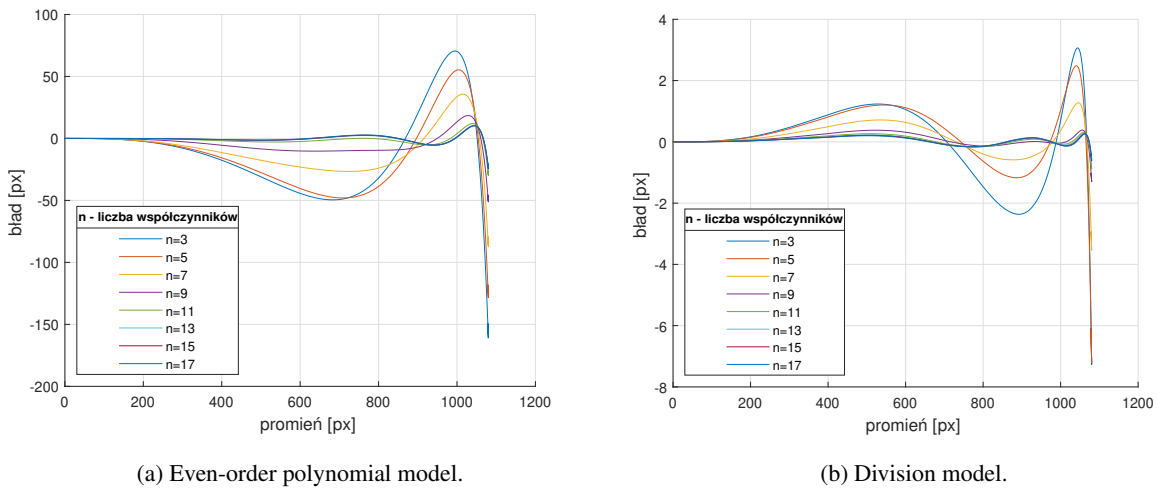 100
50
0
-50
-100
-150
-200
0 200 400 600 800 1000 1200
błąd [px]
promień [px]
n - liczba współczynników
n=3
n=5
n=7
n=9
n=11
n=13
n=15
n=17
(a) Even-order polynomial model.
4
2
0
-2
-4
-6
-8
0 200 400 600 800 1000 1200
błąd [px]
promień [px]
n - liczba współczynników
n=3
n=5
n=7
n=9
n=11
n=13
n=15
n=17
(b) Division model.